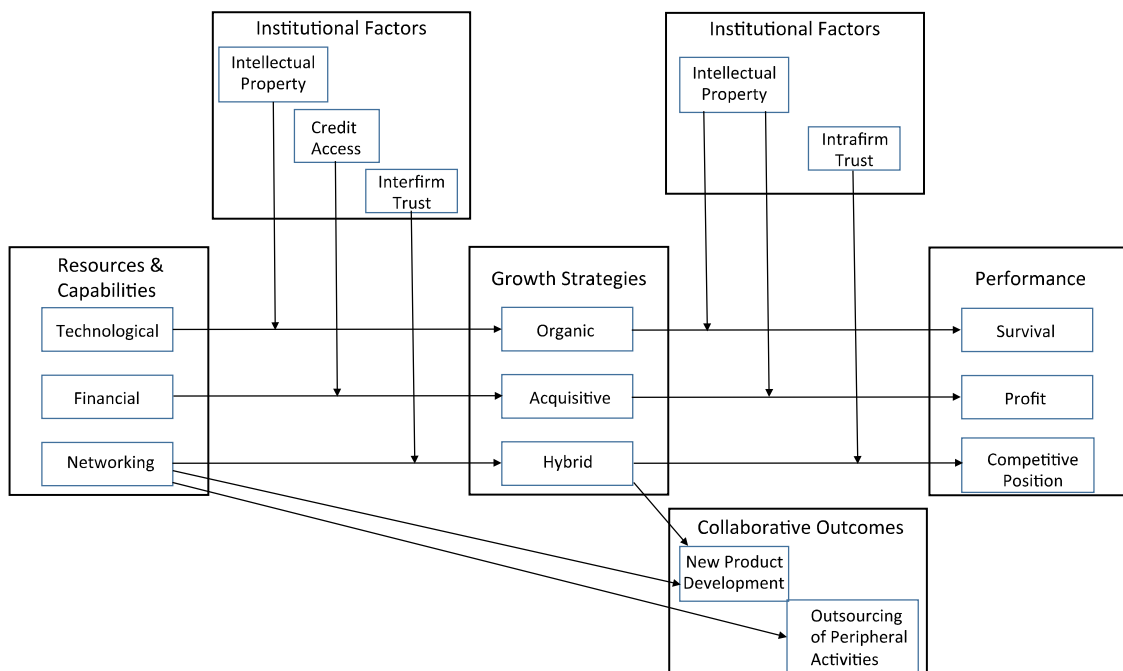 Institutional Factors
Intellectual
Property
Credit
Access
Interfirm
Trust
Institutional Factors
Intellectual
Property
Intrafirm
Trust
Resources &
Capabilities
Technological
Financial
Networking
Growth Strategies
Organic
Acquisitive
Hybrid
Performance
Survival
Profit
Competitive
Position
Collaborative Outcomes
New Product
Development
Outsourcing
of Peripheral
Activities